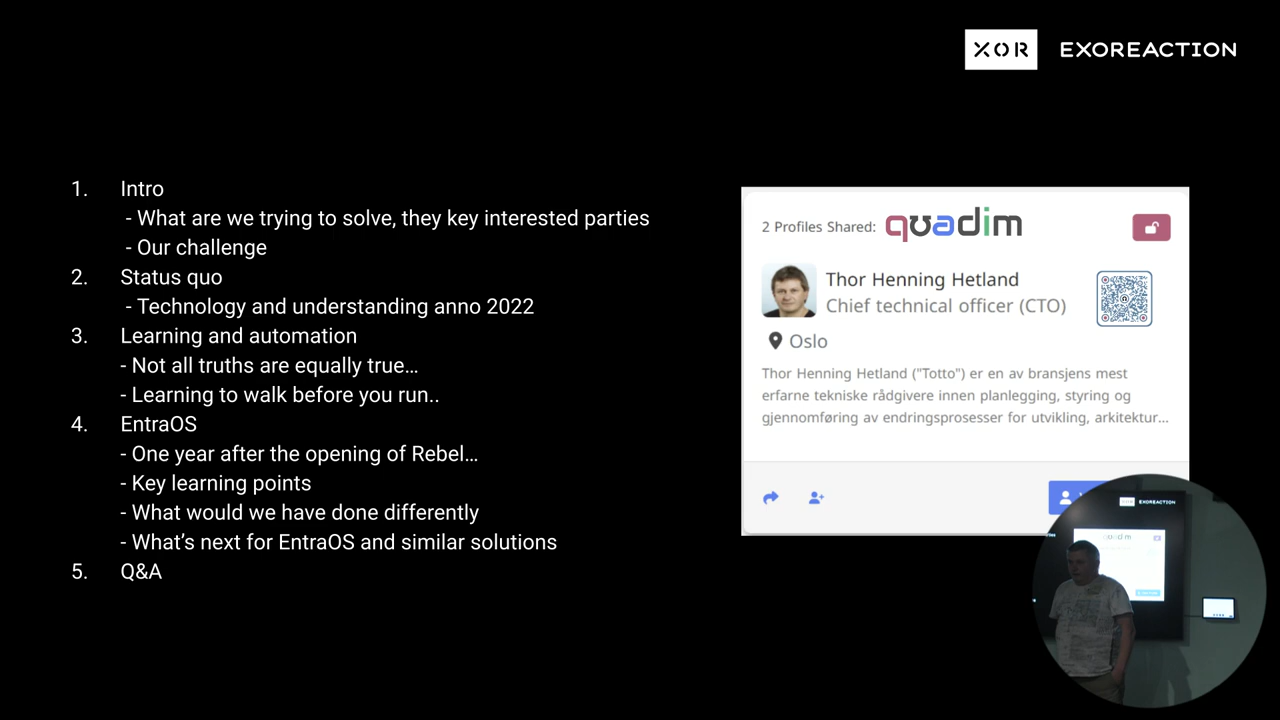 XOR EXOREACTION
1. Intro
- What are we trying to solve, they key interested parties
- Our challenge
2. Status quo
- Technology and understanding anno 2022
3. Learning and automation
- Not all truths are equally true...
- Learning to walk before you run..
4. EntraOS
- One year after the opening of Rebel...
- Key learning points
- What would we have done differently
- What’s next for EntraOS and similar solutions
5. Q&A
2 Profiles Shared: quadim
Thor Henning Hetland
Chief technical officer (CTO)
Oslo
Thor Henning Hetland ("Totto") er en av bransjens mest
erfarne tekniske rådgivere innen planlegging, styring og
gjennomføring av endringsprosesser for utvikling, arkitektur...
XOR EXOREACTION
quadim